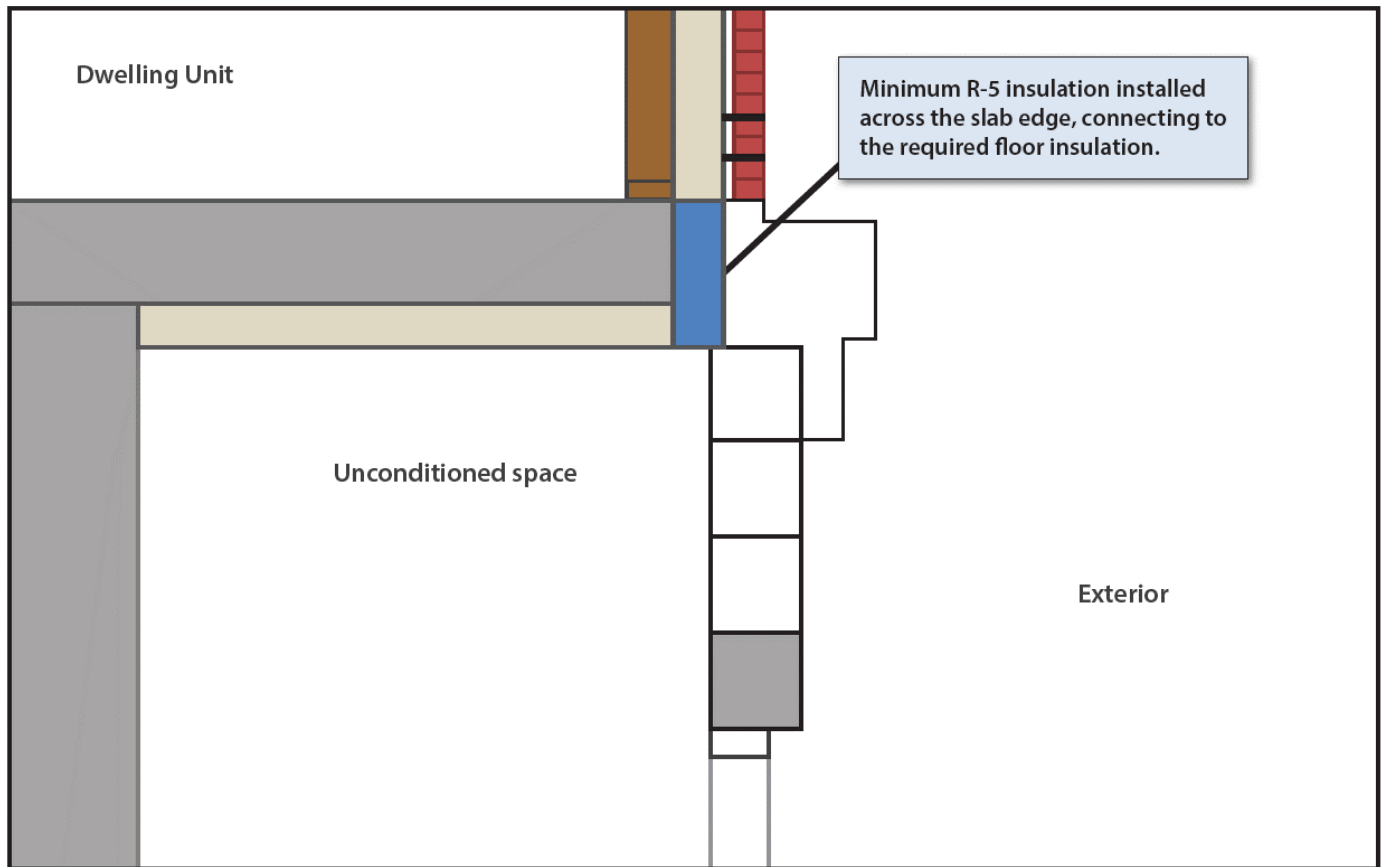 Dwelling Unit
Minimum R-5 insulation installed
across the slab edge, connecting to
the required floor insulation.
Unconditioned space
Exterior